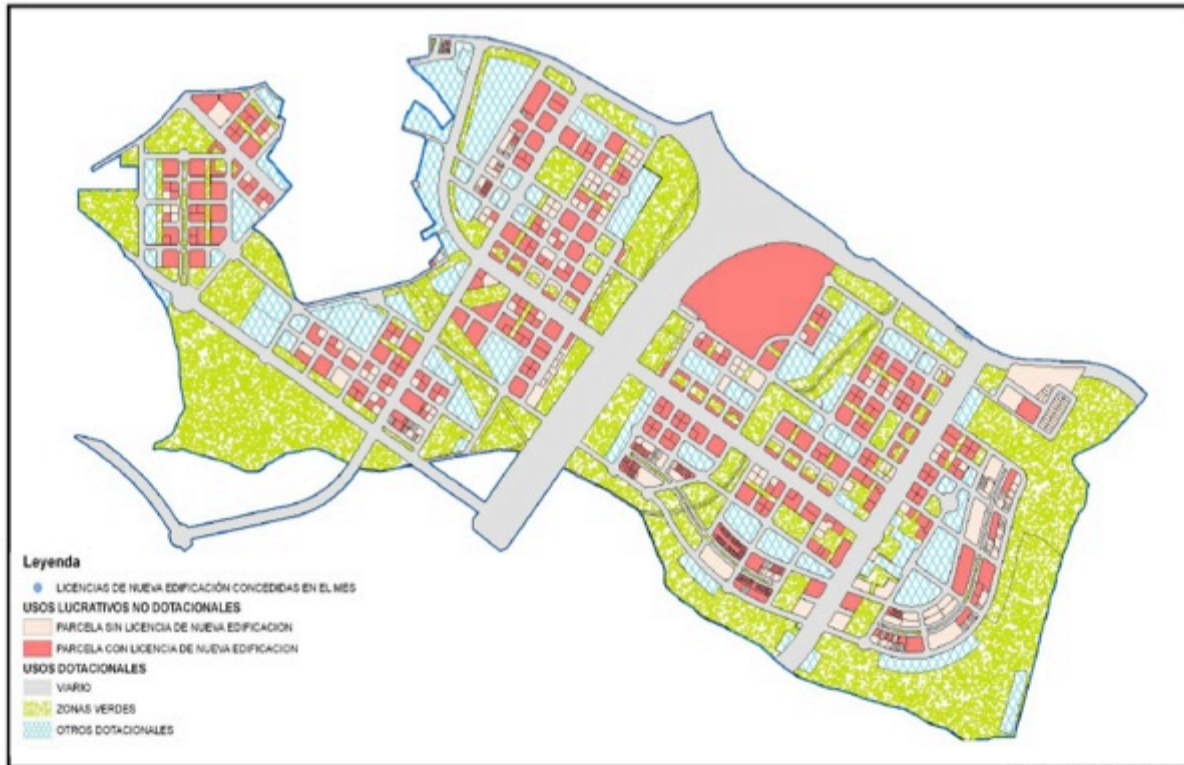 Leyenda
LICENCIAS DE NUEVA EDIFICACIÓN CONCEDIDAS EN EL MES
USOS LUCRATIVOS NO DOTACIONALES
PARCELA SIN LICENCIA DE NUEVA EDIFICACION
PARCELA CON LICENCIA DE NUEVA EDIFICACION
USOS DOTACIONALES
VIARIO
ZONAS VERDES
OTROS DOTACIONALES